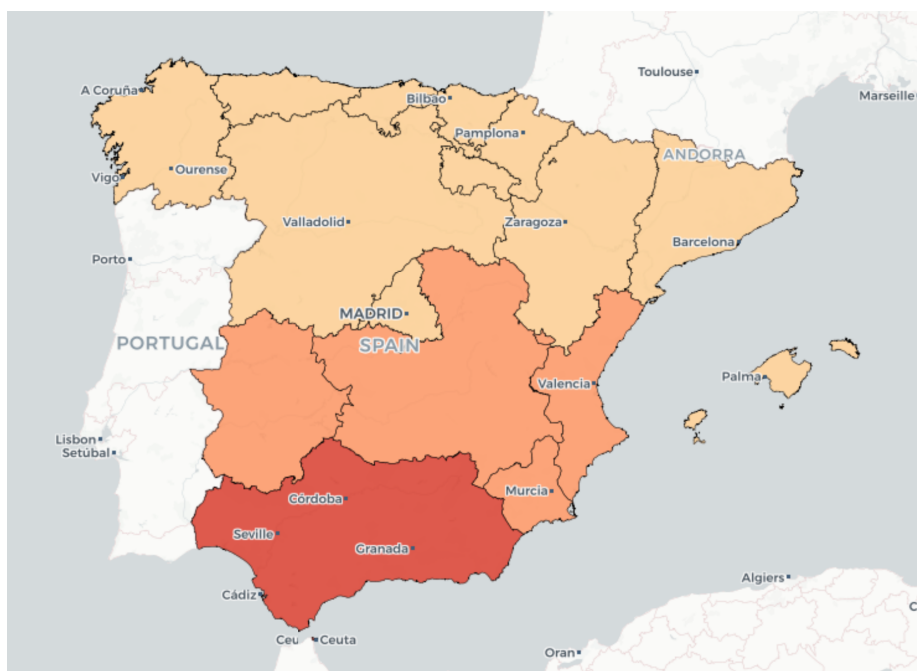 Toulouse
A Coruña
Marseille
Bilbao
Pamplona
ANDORRA
Ourense
Vigo
Valladolid
Zaragoza
Barcelona
Porto
MADRID
PORTUGAL
SPAIN
Palma
Valencia
Lisbon
Setúbal
Murcia
Córdoba
Seville
Granada
Algiers
Cádiz
Ceu
Ceuta
Oran